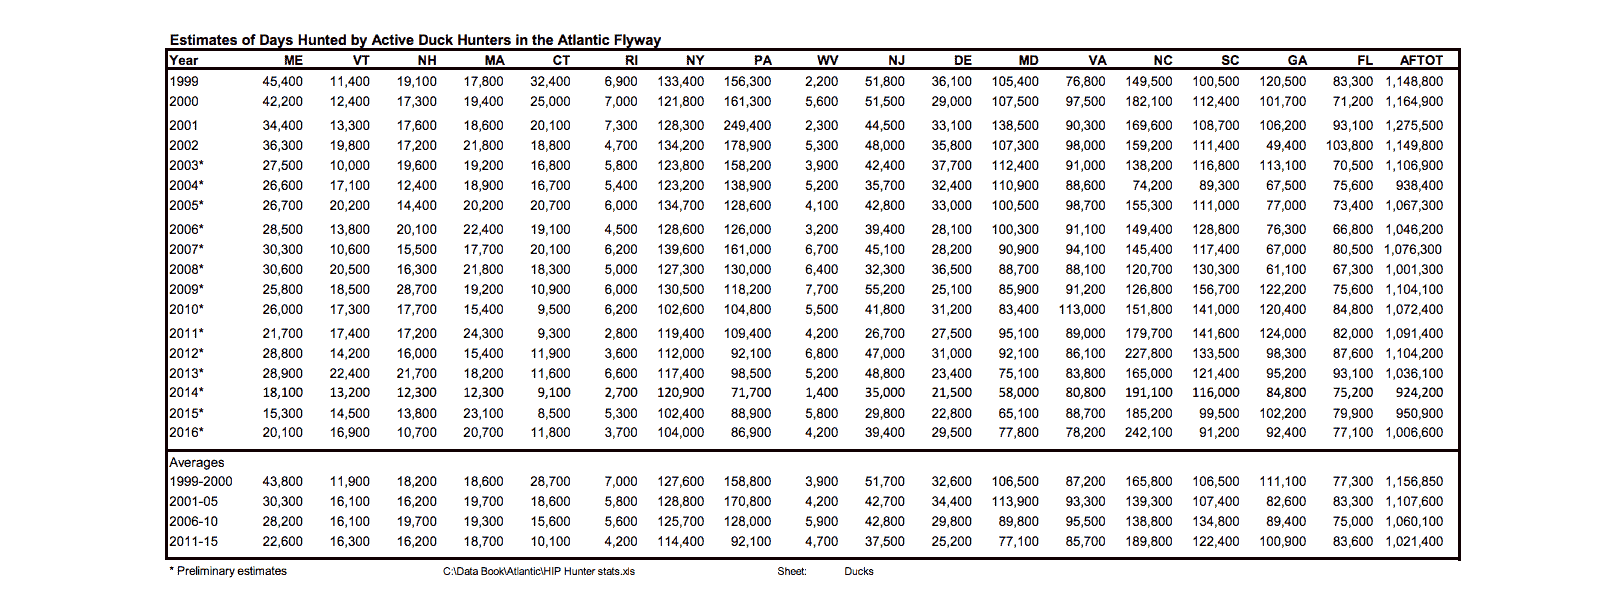 Estimates of Days Hunted by Active Duck Hunters in the Atlantic Flyway
Year ME VT NH MA CT RI NY PA WV NJ DE MD VA NC SC GA FL AFTOT
1999 45,400 11,400 19,100 17,800 32,400 6,900 133,400 156,300 2,200 51,800 36,100 105,400 76,800 149,500 100,500 120,500 83,300 1,148,800
2000 42,200 12,400 17,300 19,400 25,000 7,000 121,800 161,300 5,600 51,500 29,000 107,500 97,500 182,100 112,400 101,700 71,200 1,164,900
2001 34,400 13,300 17,600 18,600 20,100 7,300 128,300 249,400 2,300 44,500 33,100 138,500 90,300 169,600 108,700 106,200 93,100 1,275,500
2002 36,300 19,800 17,200 21,800 18,800 4,700 134,200 178,900 5,300 48,000 35,800 107,300 98,000 159,200 111,400 49,400 103,800 1,149,800
2003* 27,500 10,000 19,600 19,200 16,800 5,800 123,800 158,200 3,900 42,400 37,700 112,400 91,000 138,200 116,800 113,100 70,500 1,106,900
2004* 26,600 17,100 12,400 18,900 16,700 5,400 123,200 138,900 5,200 35,700 32,400 110,900 88,600 74,200 89,300 67,500 75,600 938,400
2005* 26,700 20,200 14,400 20,200 20,700 6,000 134,700 128,600 4,100 42,800 33,000 100,500 98,700 155,300 111,000 77,000 73,400 1,067,300
2006* 28,500 13,800 20,100 22,400 19,100 4,500 128,600 126,000 3,200 39,400 28,100 100,300 91,100 149,400 128,800 76,300 66,800 1,046,200
2007* 30,300 10,600 15,500 17,700 20,100 6,200 139,600 161,000 6,700 45,100 28,200 90,900 94,100 145,400 117,400 67,000 80,500 1,076,300
2008* 30,600 20,500 16,300 21,800 18,300 5,000 127,300 130,000 6,400 32,300 36,500 88,700 88,100 120,700 130,300 61,100 67,300 1,001,300
2009* 25,800 18,500 28,700 19,200 10,900 6,000 130,500 118,200 7,700 55,200 25,100 85,900 91,200 126,800 156,700 122,200 75,600 1,104,100
2010* 26,000 17,300 17,700 15,400 9,500 6,200 102,600 104,800 5,500 41,800 31,200 83,400 113,000 151,800 141,000 120,400 84,800 1,072,400
2011* 21,700 17,400 17,200 24,300 9,300 2,800 119,400 109,400 4,200 26,700 27,500 95,100 89,000 179,700 141,600 124,000 82,000 1,091,400
2012* 28,800 14,200 16,000 15,400 11,900 3,600 112,000 92,100 6,800 47,000 31,000 92,100 86,100 227,800 133,500 98,300 87,600 1,104,200
2013* 28,900 22,400 21,700 18,200 11,600 6,600 117,400 98,500 5,200 48,800 23,400 75,100 83,800 165,000 121,400 95,200 93,100 1,036,100
2014* 18,100 13,200 12,300 12,300 9,100 2,700 120,900 71,700 1,400 35,000 21,500 58,000 80,800 191,100 116,000 84,800 75,200 924,200
2015* 15,300 14,500 13,800 23,100 8,500 5,300 102,400 88,900 5,800 29,800 22,800 65,100 88,700 185,200 99,500 102,200 79,900 950,900
2016* 20,100 16,900 10,700 20,700 11,800 3,700 104,000 86,900 4,200 39,400 29,500 77,800 78,200 242,100 91,200 92,400 77,100 1,006,600
Averages
1999-2000 43,800 11,900 18,200 18,600 28,700 7,000 127,600 158,800 3,900 51,700 32,600 106,500 87,200 165,800 106,500 111,100 77,300 1,156,850
2001-05 30,300 16,100 16,200 19,700 18,600 5,800 128,800 170,800 4,200 42,700 34,400 113,900 93,300 139,300 107,400 82,600 83,300 1,107,600
2006-10 28,200 16,100 19,700 19,300 15,600 5,600 125,700 128,000 5,900 42,800 29,800 89,800 95,500 138,800 134,800 89,400 75,000 1,060,100
2011-15 22,600 16,300 16,200 18,700 10,100 4,200 114,400 92,100 4,700 37,500 25,200 77,100 85,700 189,800 122,400 100,900 83,600 1,021,400
* Preliminary estimates C:\Data Book\Atlantic\HIP Hunter stats.xls Sheet: Ducks